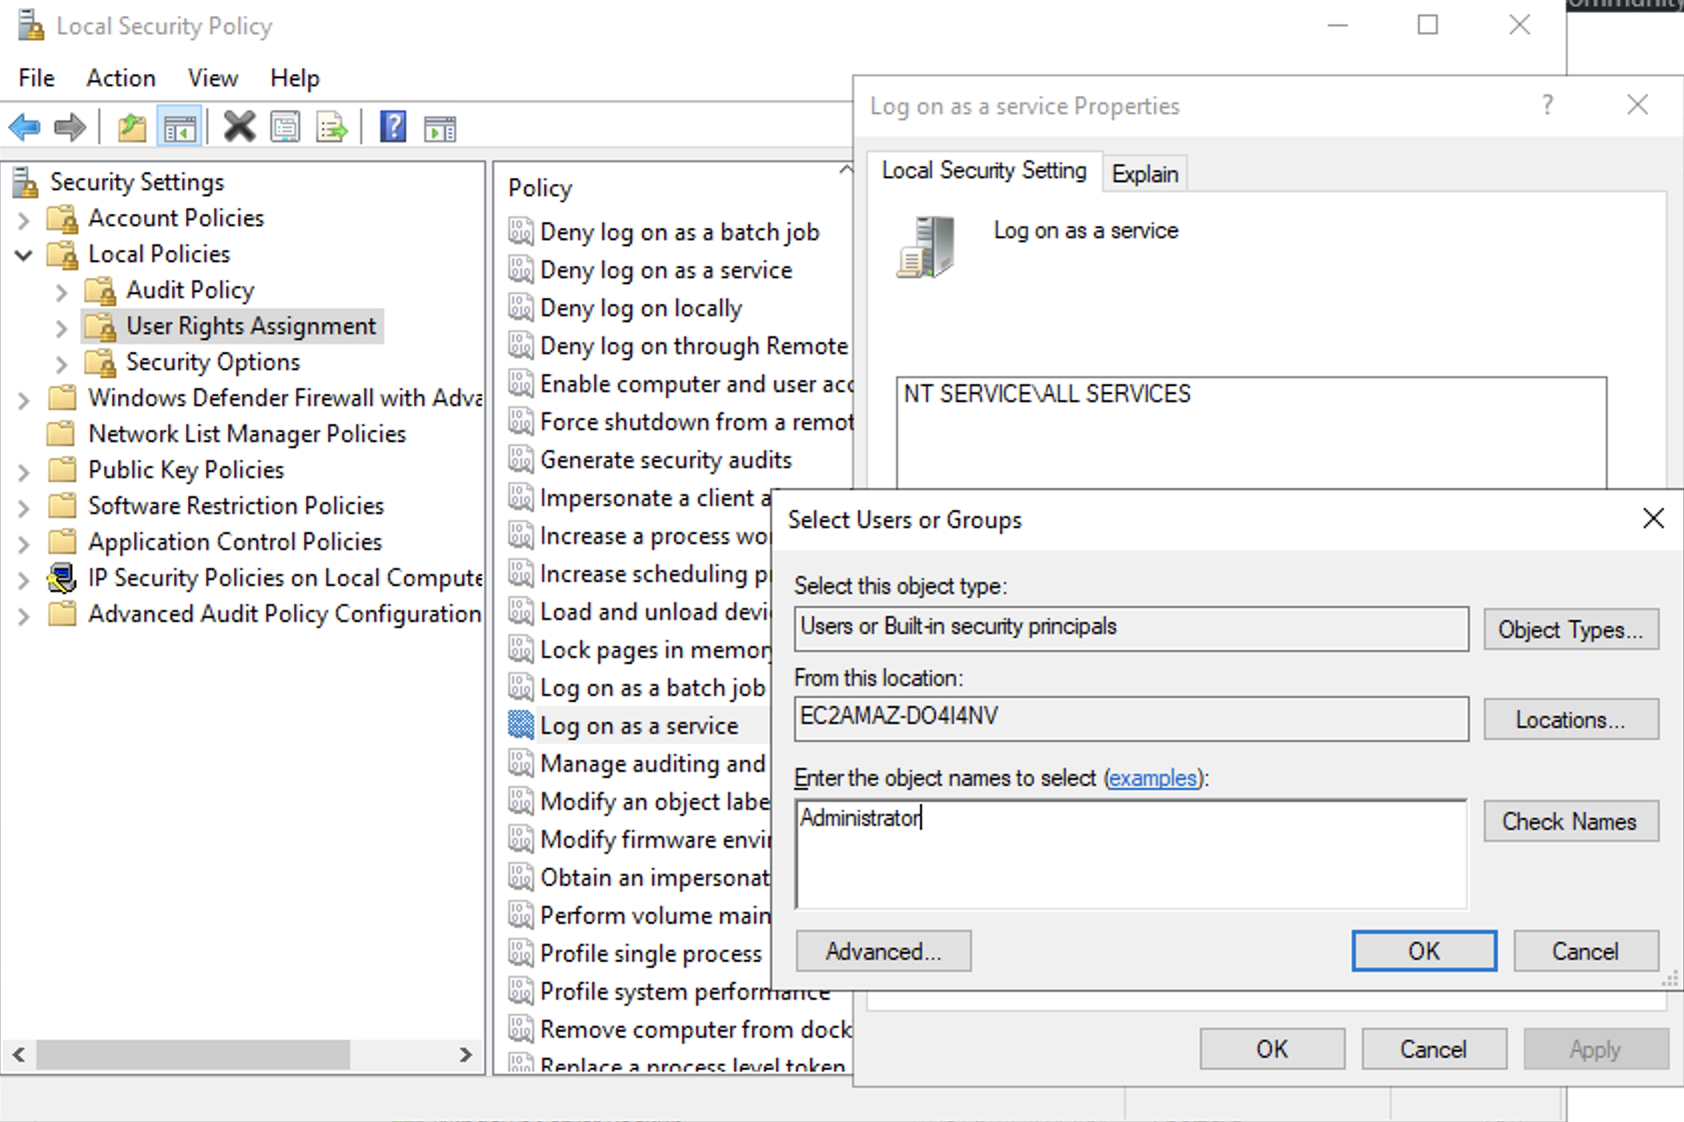 Local Security Policy
File Action View Help
Security Settings
Account Policies
Local Policies
Audit Policy
User Rights Assignment
Security Options
Windows Defender Firewall with Adva
Network List Manager Policies
Public Key Policies
Software Restriction Policies
Application Control Policies
IP Security Policies on Local Compute
Advanced Audit Policy Configuration
Policy
Deny log on as a batch job
Deny log on as a service
Deny log on locally
Deny log on through Remote
Enable computer and user acc
Force shutdown from a remot
Generate security audits
Impersonate a client a
Increase a process wor
Increase scheduling p
Load and unload devi
Lock pages in memory
Log on as a batch job
Log on as a service
Manage auditing and
Modify an object labe
Modify firmware envi
Obtain an impersonat
Perform volume main
Profile single process
Profile system performance
Remove computer from dock
Replace a process level token
Log on as a service Properties
Local Security Setting Explain
Log on as a service
NT SERVICE\ALL SERVICES
Select Users or Groups
Select this object type:
Users or Built-in security principals
Object Types...
From this location:
EC2AMAZ-DO4I4NV
Locations...
Enter the object names to select (examples):
Administrator
Check Names
Advanced...
OK
Cancel
OK
Cancel
Apply